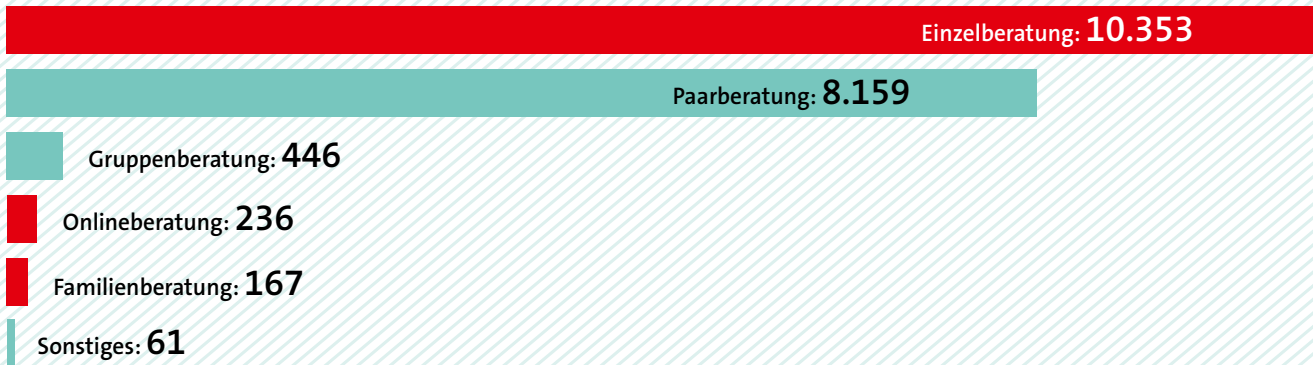 Einzelberatung: 10.353
Paarberatung: 8.159
Gruppenberatung: 446
Onlineberatung: 236
Familienberatung: 167
Sonstiges: 61